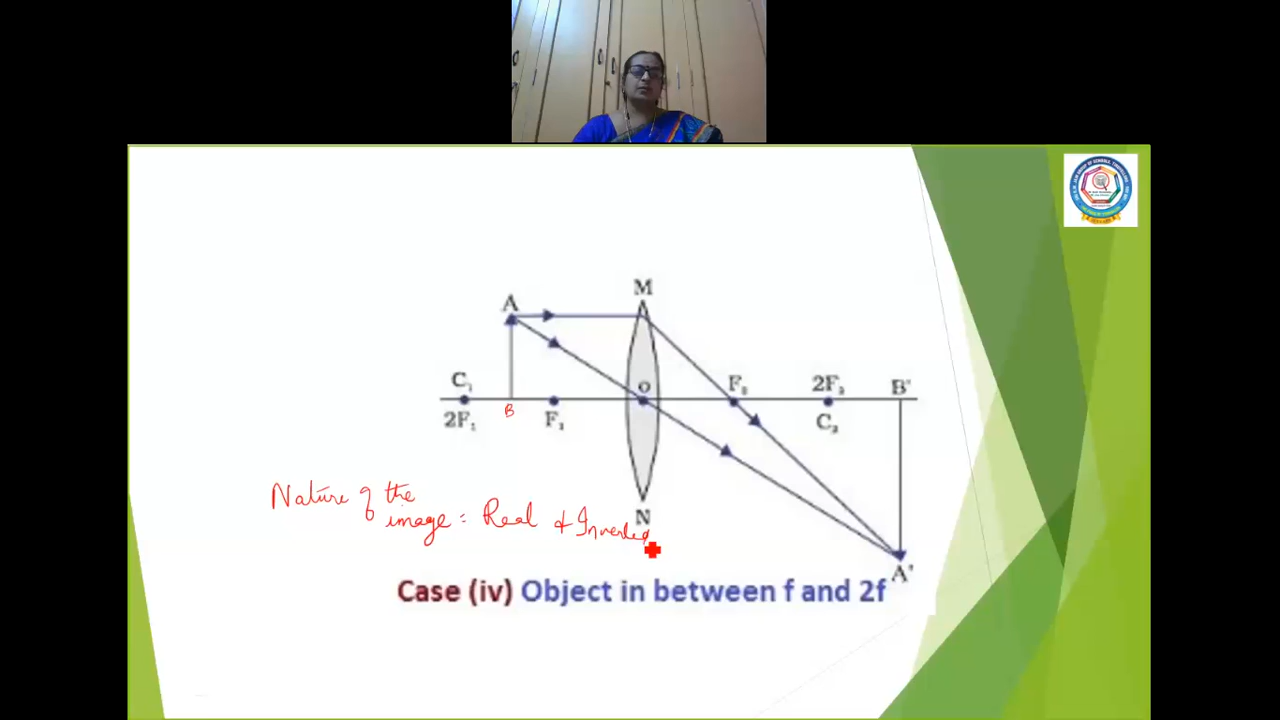 M
A
C₁
O
F₂
2F₂
B'
2F₁
B
F₁
C₂
Nature of the
image : Real & Inverted
N
A'
Case (iv) Object in between f and 2f